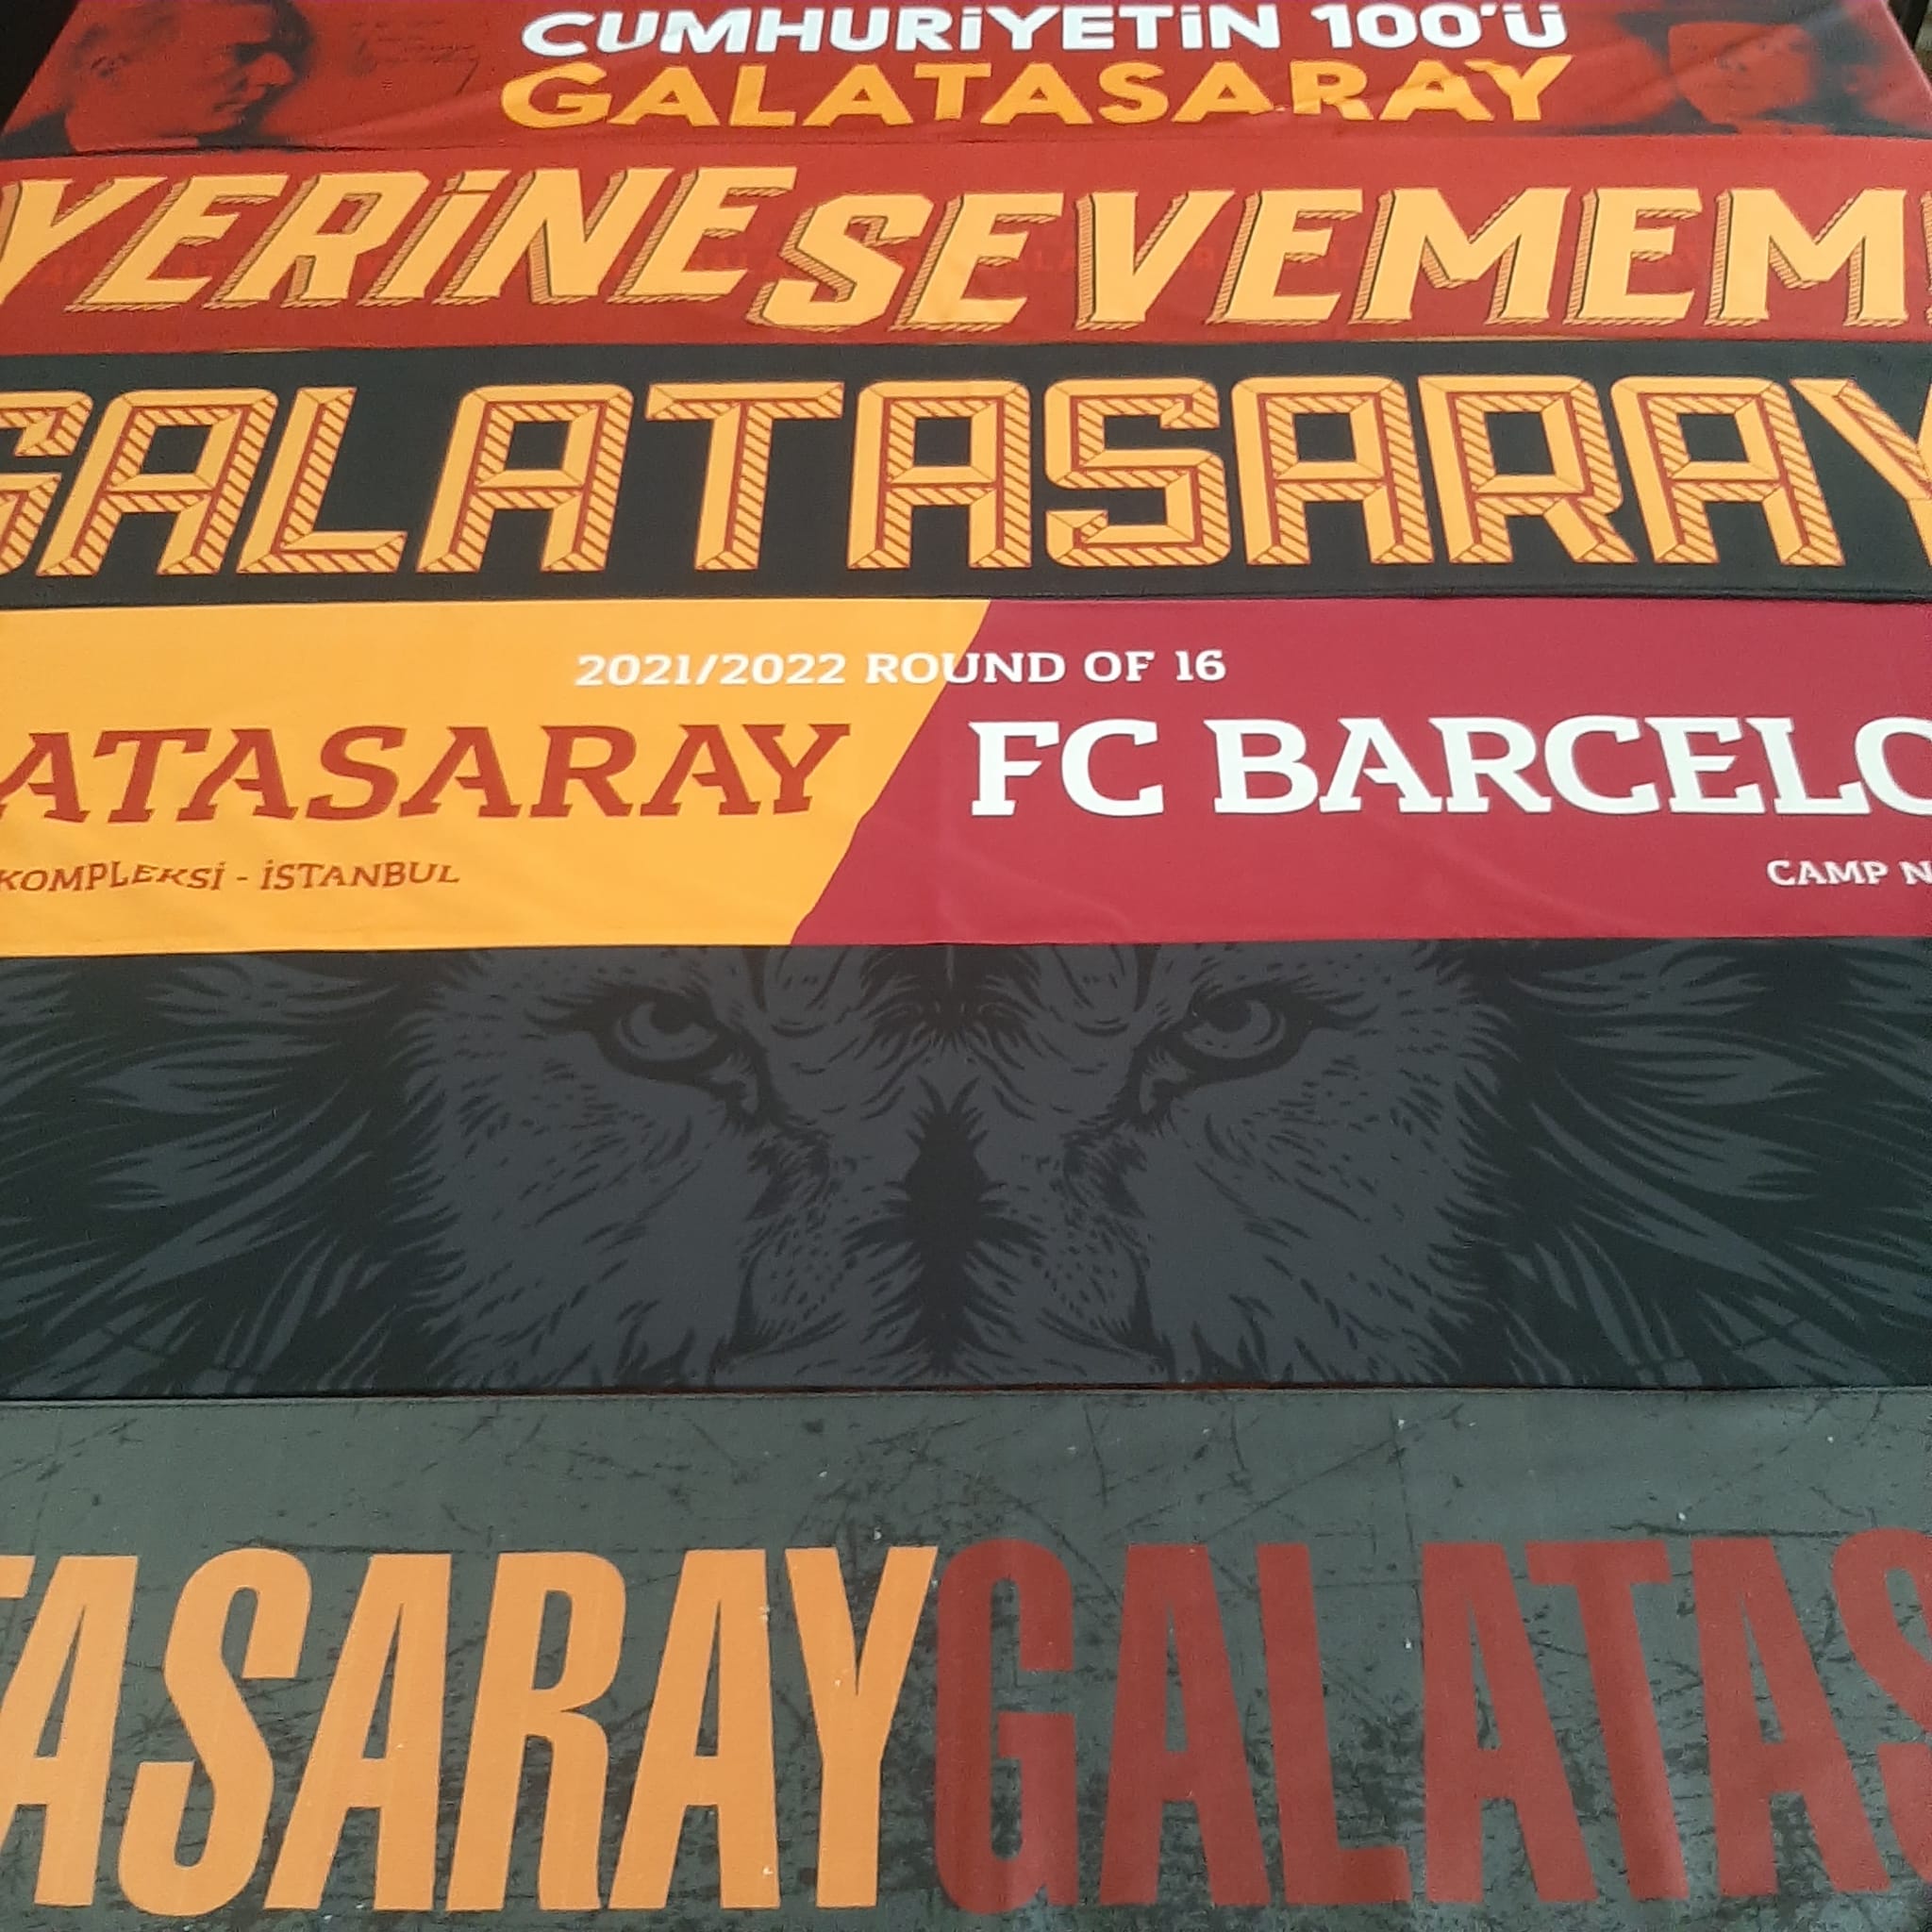 CUMHURİYETİN 100'Ü
GALATASARAY
YERİNE SEVEMEM
GALATASARAY
2021/2022 ROUND OF 16
ATASARAY FC BARCELO
KOMPLEKSİ - İSTANBUL CAMP N
TASARAYGALATAS